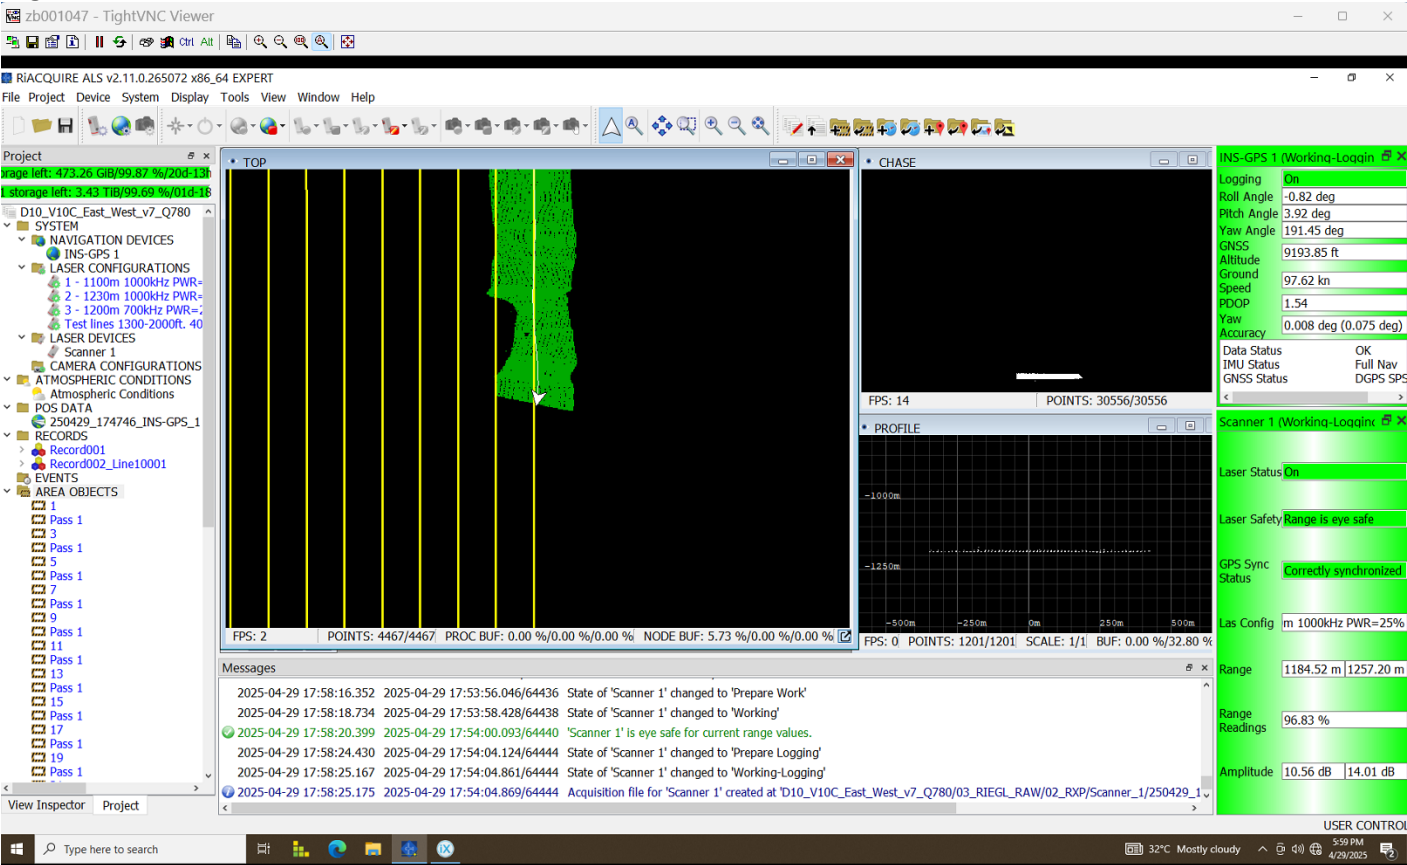 zb001047 - TightVNC Viewer
Ctrl Alt
RiACQUIRE ALS v2.11.0.265072 x86_64 EXPERT
File Project Device System Display Tools View Window Help
Project
orage left: 473.26 GIB/99.87 %/20d-13h
1 storage left: 3.43 TIB/99.69 %/01d-18
D10_V10C_East_West_v7_Q780
SYSTEM
NAVIGATION DEVICES
INS-GPS 1
LASER CONFIGURATIONS
1 - 1100m 1000kHz PWR=
2 - 1230m 1000kHz PWR=
3 - 1200m 700kHz PWR=2
Test lines 1300-2000ft. 40
LASER DEVICES
Scanner 1
CAMERA CONFIGURATIONS
ATMOSPHERIC CONDITIONS
Atmospheric Conditions
POS DATA
250429_174746_INS-GPS_1
RECORDS
Record001
Record002_Line10001
EVENTS
AREA OBJECTS
1
Pass 1
3
Pass 1
5
Pass 1
7
Pass 1
9
Pass 1
11
Pass 1
13
Pass 1
15
Pass 1
17
Pass 1
19
Pass 1
View Inspector Project
TOP
FPS: 2 POINTS: 4467/4467 PROC BUF: 0.00 %/0.00 %/0.00 % NODE BUF: 5.73 %/0.00 %/0.00 %
CHASE
FPS: 14 POINTS: 30556/30556
PROFILE
-1000m
-1250m
-500m -250m 0m 250m 500m
FPS: 0 POINTS: 1201/1201 SCALE: 1/1 BUF: 0.00 %/32.80 %
Messages
2025-04-29 17:58:16.352 2025-04-29 17:53:56.046/64436 State of 'Scanner 1' changed to 'Prepare Work'
2025-04-29 17:58:18.734 2025-04-29 17:53:58.428/64438 State of 'Scanner 1' changed to 'Working'
2025-04-29 17:58:20.399 2025-04-29 17:54:00.093/64440 'Scanner 1' is eye safe for current range values.
2025-04-29 17:58:24.430 2025-04-29 17:54:04.124/64444 State of 'Scanner 1' changed to 'Prepare Logging'
2025-04-29 17:58:25.167 2025-04-29 17:54:04.861/64444 State of 'Scanner 1' changed to 'Working-Logging'
2025-04-29 17:58:25.175 2025-04-29 17:54:04.869/64444 Acquisition file for 'Scanner 1' created at 'D10_V10C_East_West_v7_Q780/03_RIEGL_RAW/02_RXP/Scanner_1/250429_1
INS-GPS 1 (Working-Loggin
Logging On
Roll Angle -0.82 deg
Pitch Angle 3.92 deg
Yaw Angle 191.45 deg
GNSS Altitude 9193.85 ft
Ground Speed 97.62 kn
PDOP 1.54
Yaw Accuracy 0.008 deg (0.075 deg)
Data Status OK
IMU Status Full Nav
GNSS Status DGPS SPS
Scanner 1 (Working-Logging
Laser Status On
Laser Safety Range is eye safe
GPS Sync Status Correctly synchronized
Las Config m 1000kHz PWR=25%
Range 1184.52 m 1257.20 m
Range Readings 96.83 %
Amplitude 10.56 dB 14.01 dB
USER CONTROL
Type here to search
iX
32°C Mostly cloudy
5:59 PM
4/29/2025
2